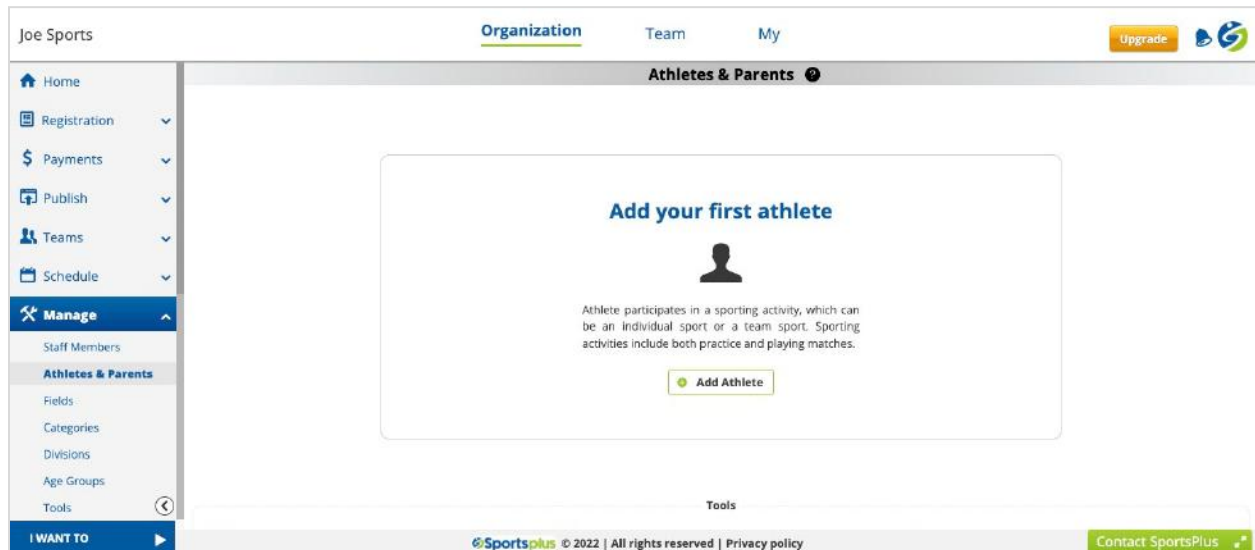 Joe Sports
Organization
Team
My
Upgrade
Athletes & Parents ?
Home
Registration
$ Payments
Publish
Teams
Schedule
Manage
Staff Members
Athletes & Parents
Fields
Categories
Divisions
Age Groups
Tools
I WANT TO
Add your first athlete
Athlete participates in a sporting activity, which can
be an individual sport or a team sport. Sporting
activities include both practice and playing matches.
Add Athlete
Tools
Sportsplus © 2022 | All rights reserved | Privacy policy
Contact SportsPlus